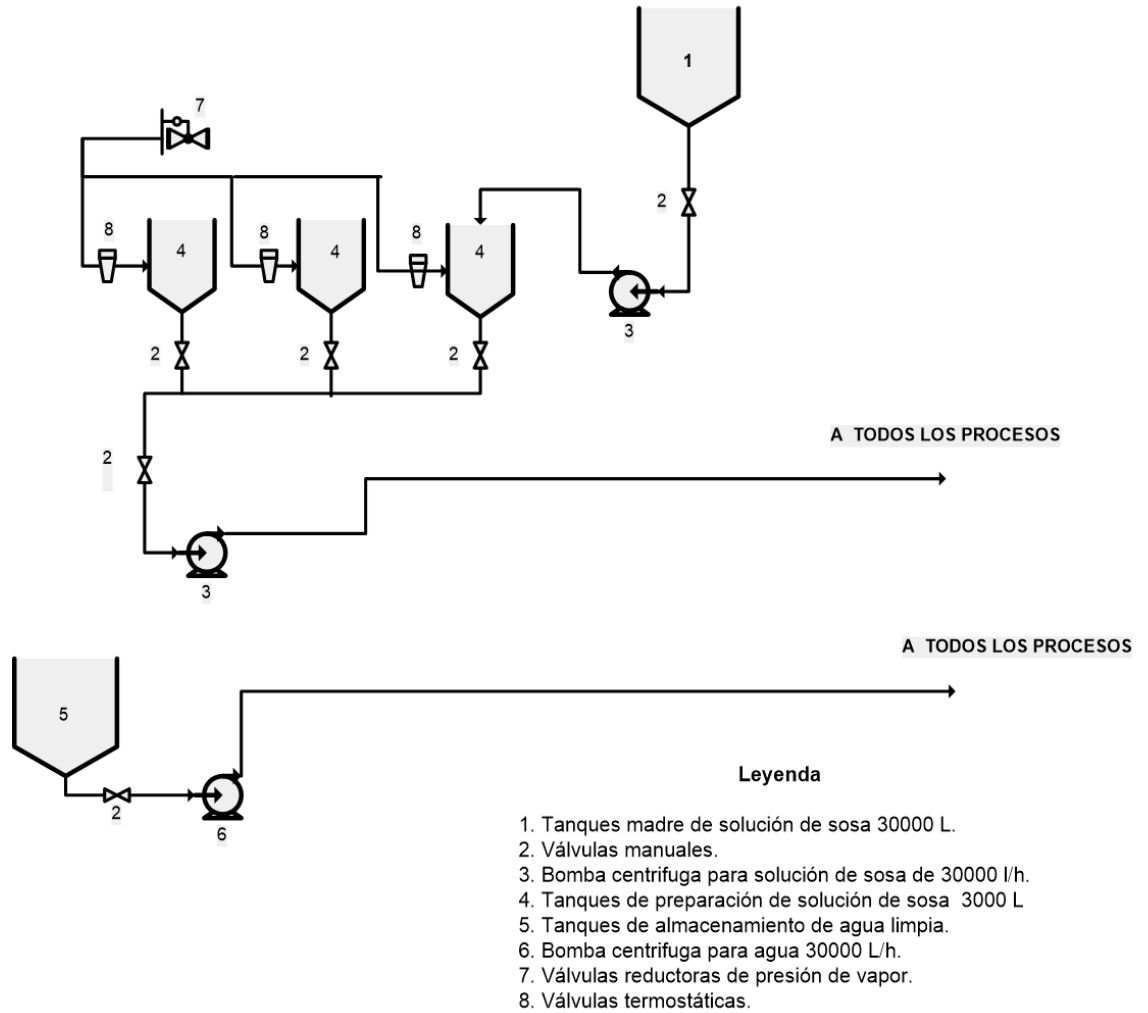 1
7
2
8
8
8
4
4
4
3
2
2
2
A TODOS LOS PROCESOS
2
3
A TODOS LOS PROCESOS
5
Leyenda
2
6
1. Tanques madre de solución de sosa 30000 L.
2. Válvulas manuales.
3. Bomba centrifuga para solución de sosa de 30000 l/h.
4. Tanques de preparación de solución de sosa 3000 L
5. Tanques de almacenamiento de agua limpia.
6. Bomba centrifuga para agua 30000 L/h.
7. Válvulas reductoras de presión de vapor.
8. Válvulas termostáticas.